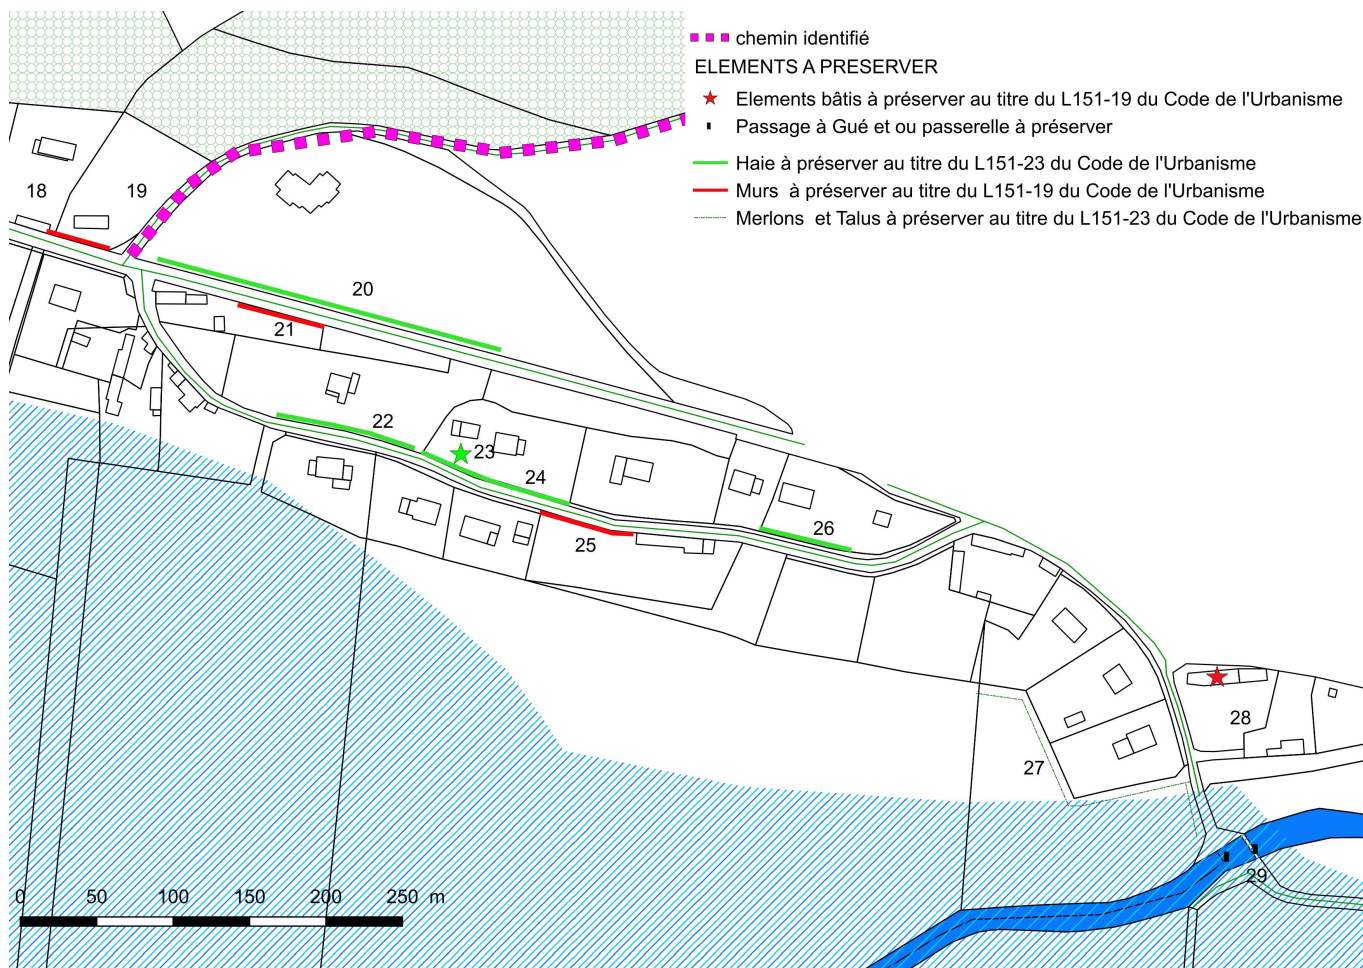 chemin identifié
ELEMENTS A PRESERVER
Elements bâtis à préserver au titre du L151-19 du Code de l'Urbanisme
Passage à Gué et ou passerelle à préserver
Haie à préserver au titre du L151-23 du Code de l'Urbanisme
Murs à préserver au titre du L151-19 du Code de l'Urbanisme
Merlons et Talus à préserver au titre du L151-23 du Code de l'Urbanisme
18
19
20
21
22
23
24
25
26
27
28
29
0 50 100 150 200 250 m